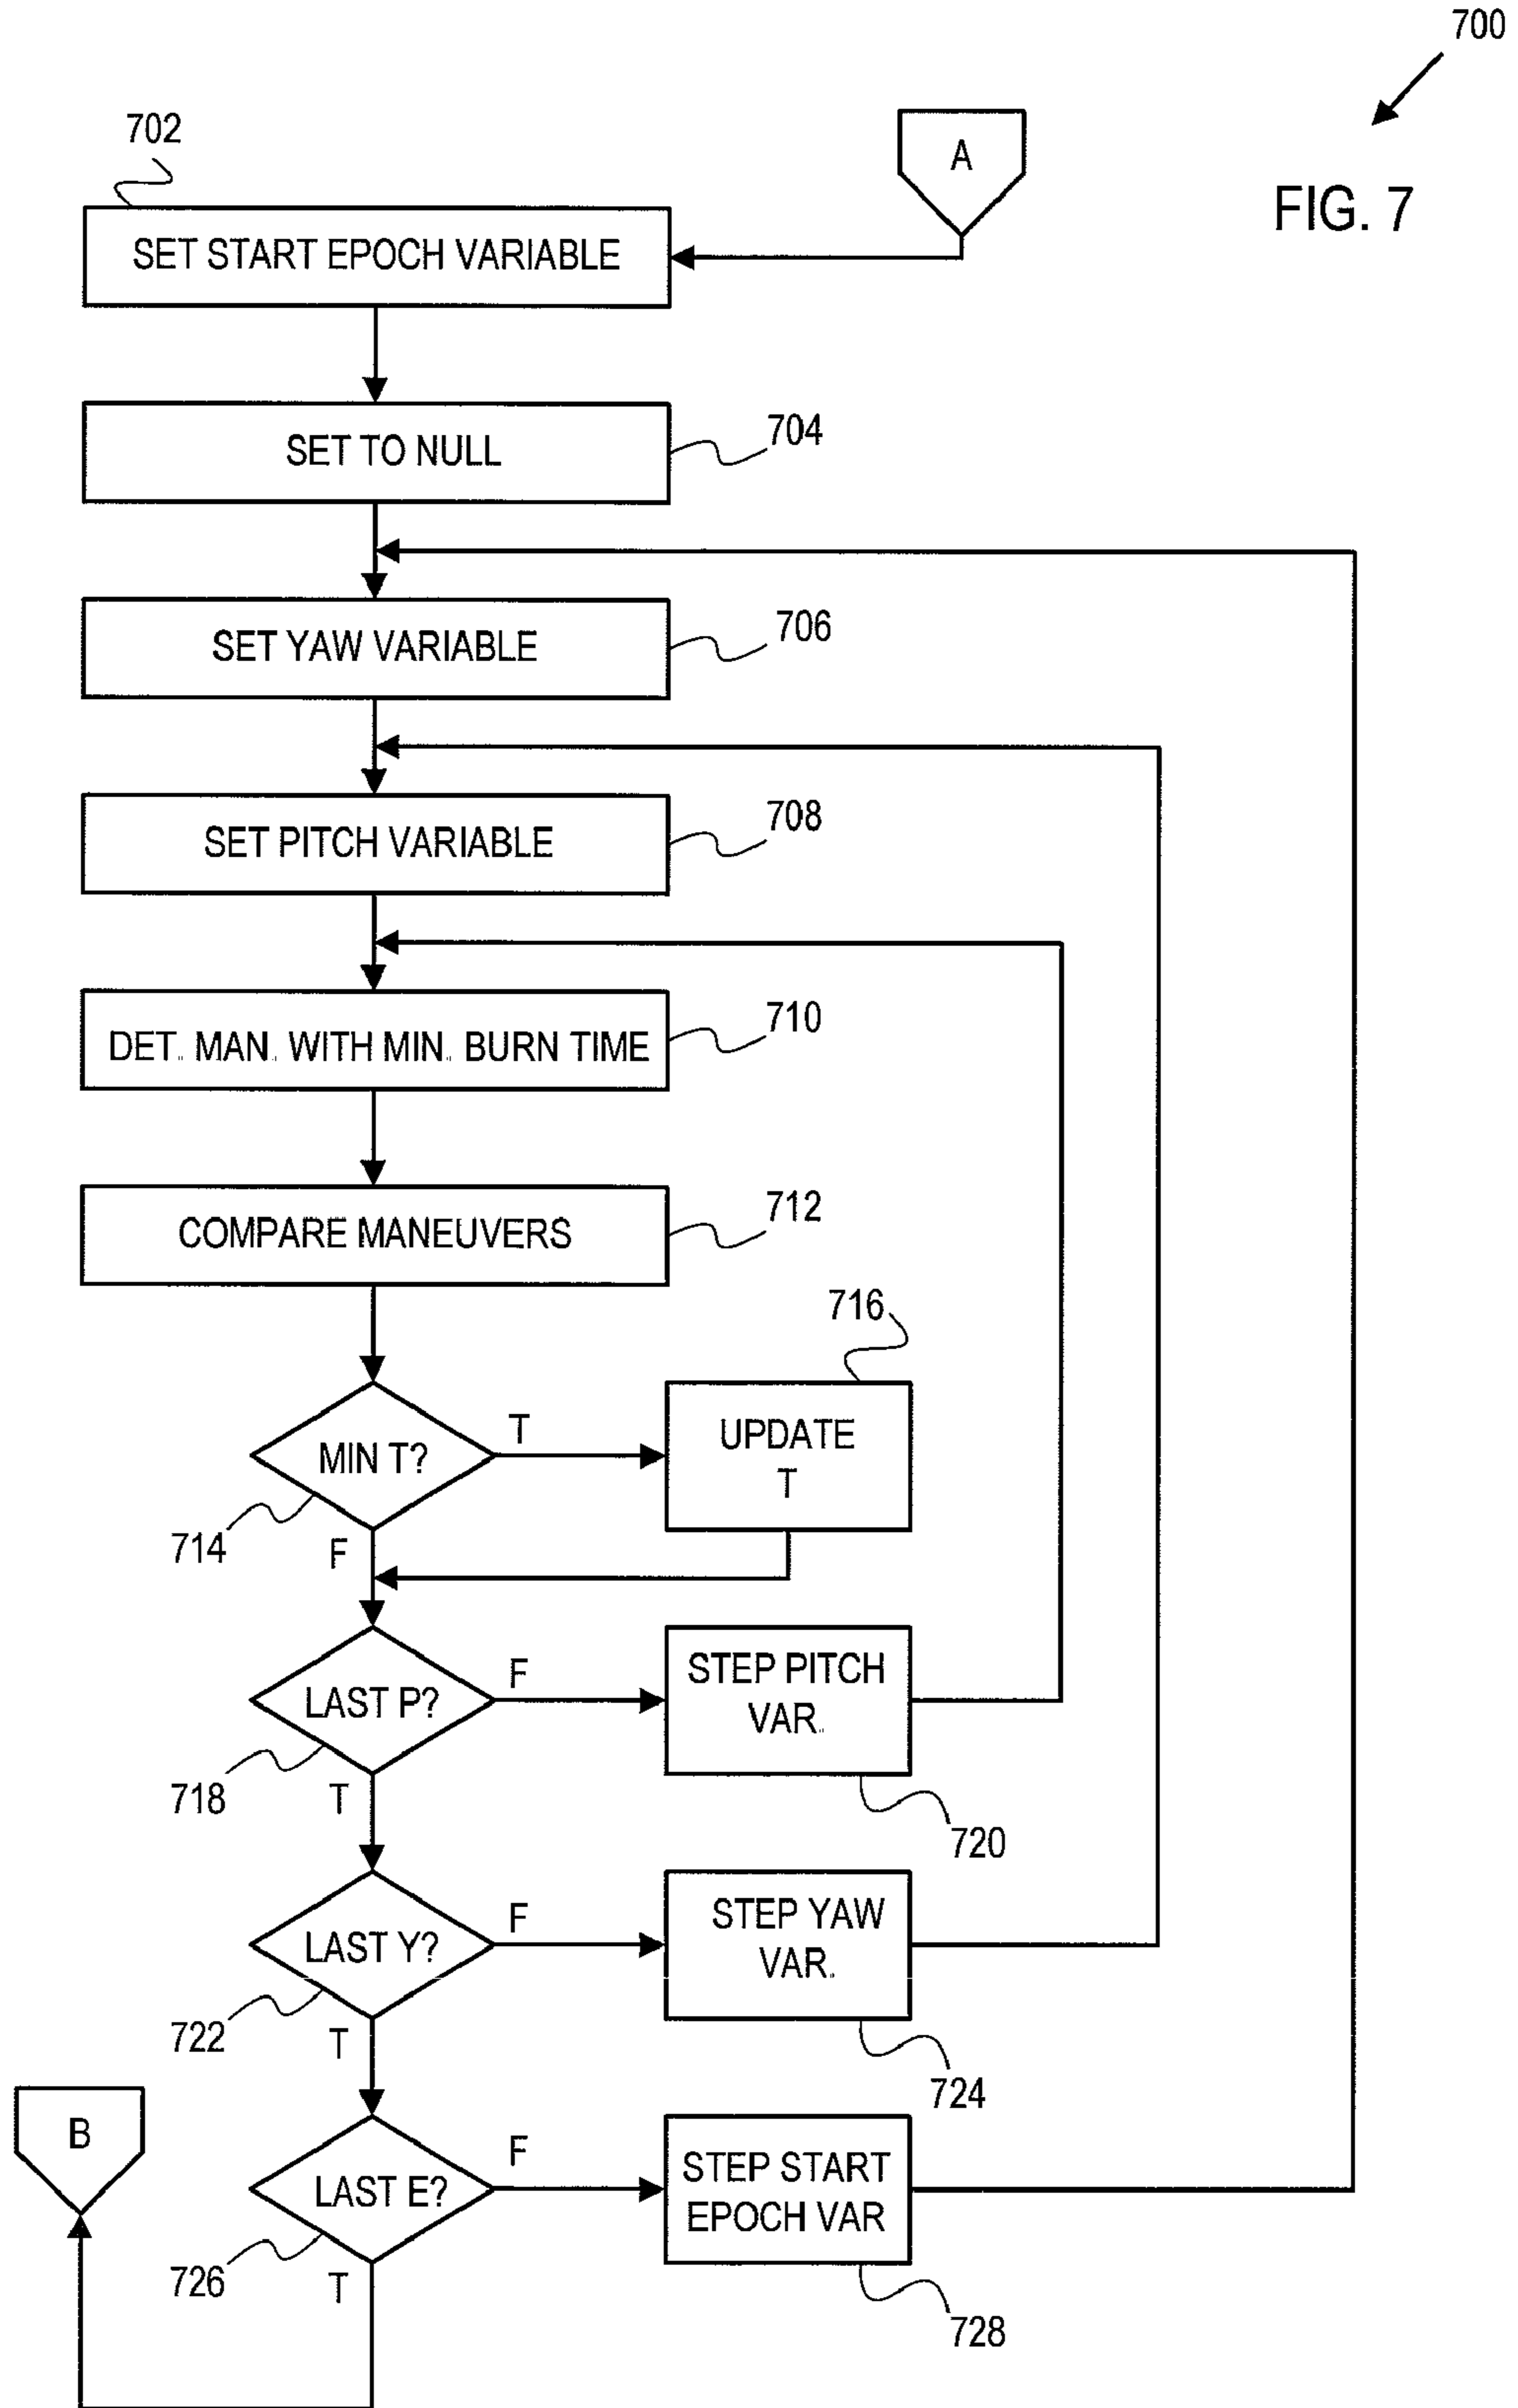 700
FIG. 7
702
A
SET START EPOCH VARIABLE
SET TO NULL
704
SET YAW VARIABLE
706
SET PITCH VARIABLE
708
DET. MAN. WITH MIN. BURN TIME
710
COMPARE MANEUVERS
712
716
MIN T?
T
UPDATE
T
714
F
LAST P?
F
STEP PITCH
VAR.
718
T
720
LAST Y?
F
STEP YAW
VAR.
722
T
724
B
LAST E?
F
STEP START
EPOCH VAR
726
T
728